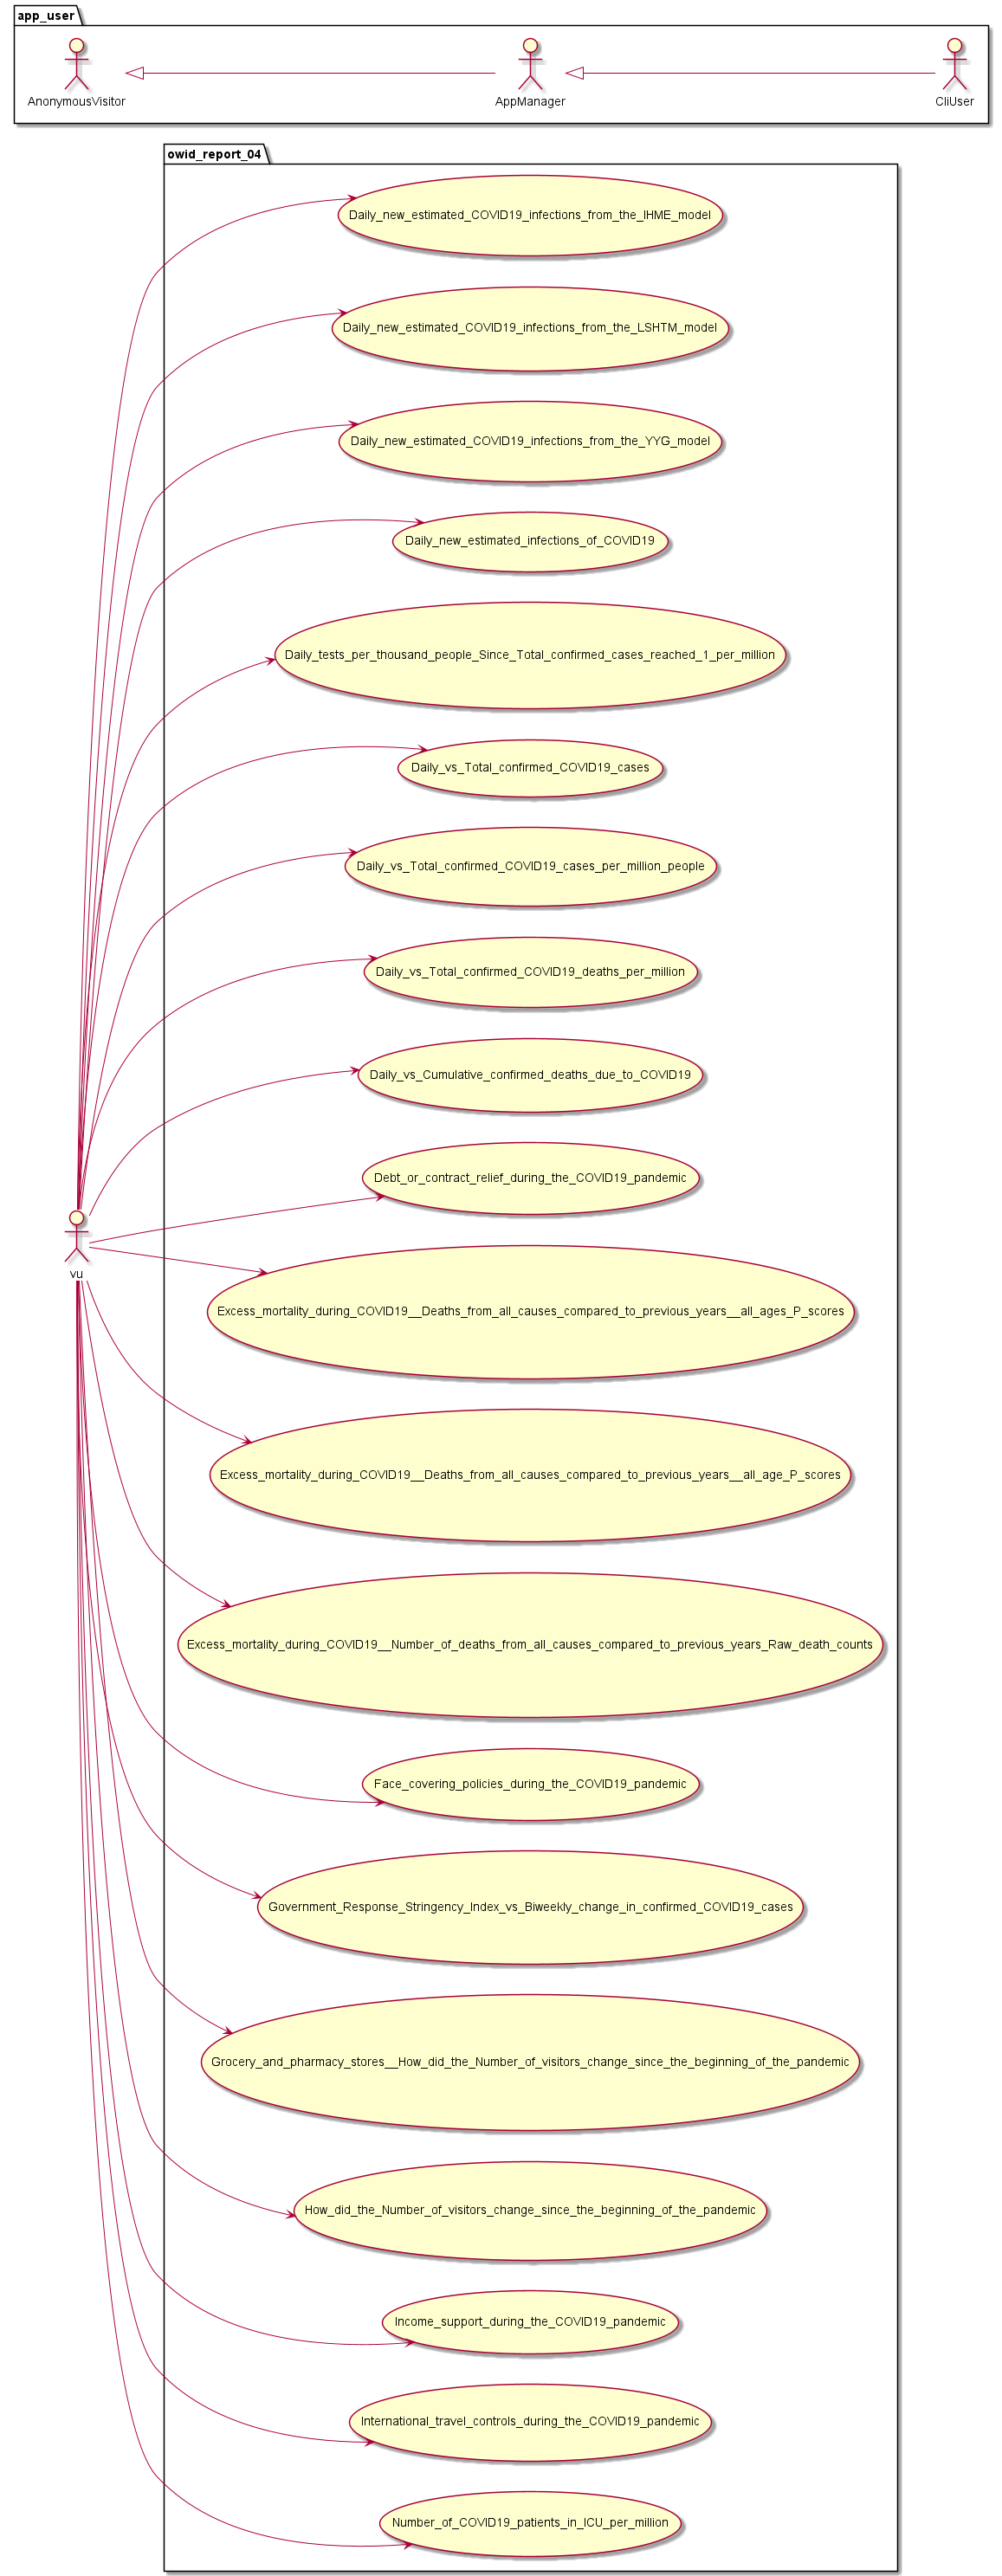 app_user
AnonymousVisitor
AppManager
CliUser
owid_report_04
Daily_new_estimated_COVID19_infections_from_the_IHME_model
Daily_new_estimated_COVID19_infections_from_the_LSHTM_model
Daily_new_estimated_COVID19_infections_from_the_YYG_model
Daily_new_estimated_infections_of_COVID19
Daily_tests_per_thousand_people_Since_Total_confirmed_cases_reached_1_per_million
Daily_vs_Total_confirmed_COVID19_cases
Daily_vs_Total_confirmed_COVID19_cases_per_million_people
Daily_vs_Total_confirmed_COVID19_deaths_per_million
Daily_vs_Cumulative_confirmed_deaths_due_to_COVID19
Debt_or_contract_relief_during_the_COVID19_pandemic
vu
Excess_mortality_during_COVID19__Deaths_from_all_causes_compared_to_previous_years__all_ages_P_scores
Excess_mortality_during_COVID19__Deaths_from_all_causes_compared_to_previous_years__all_age_P_scores
Excess_mortality_during_COVID19__Number_of_deaths_from_all_causes_compared_to_previous_years_Raw_death_counts
Face_covering_policies_during_the_COVID19_pandemic
Government_Response_Stringency_Index_vs_Biweekly_change_in_confirmed_COVID19_cases
Grocery_and_pharmacy_stores__How_did_the_Number_of_visitors_change_since_the_beginning_of_the_pandemic
How_did_the_Number_of_visitors_change_since_the_beginning_of_the_pandemic
Income_support_during_the_COVID19_pandemic
International_travel_controls_during_the_COVID19_pandemic
Number_of_COVID19_patients_in_ICU_per_million